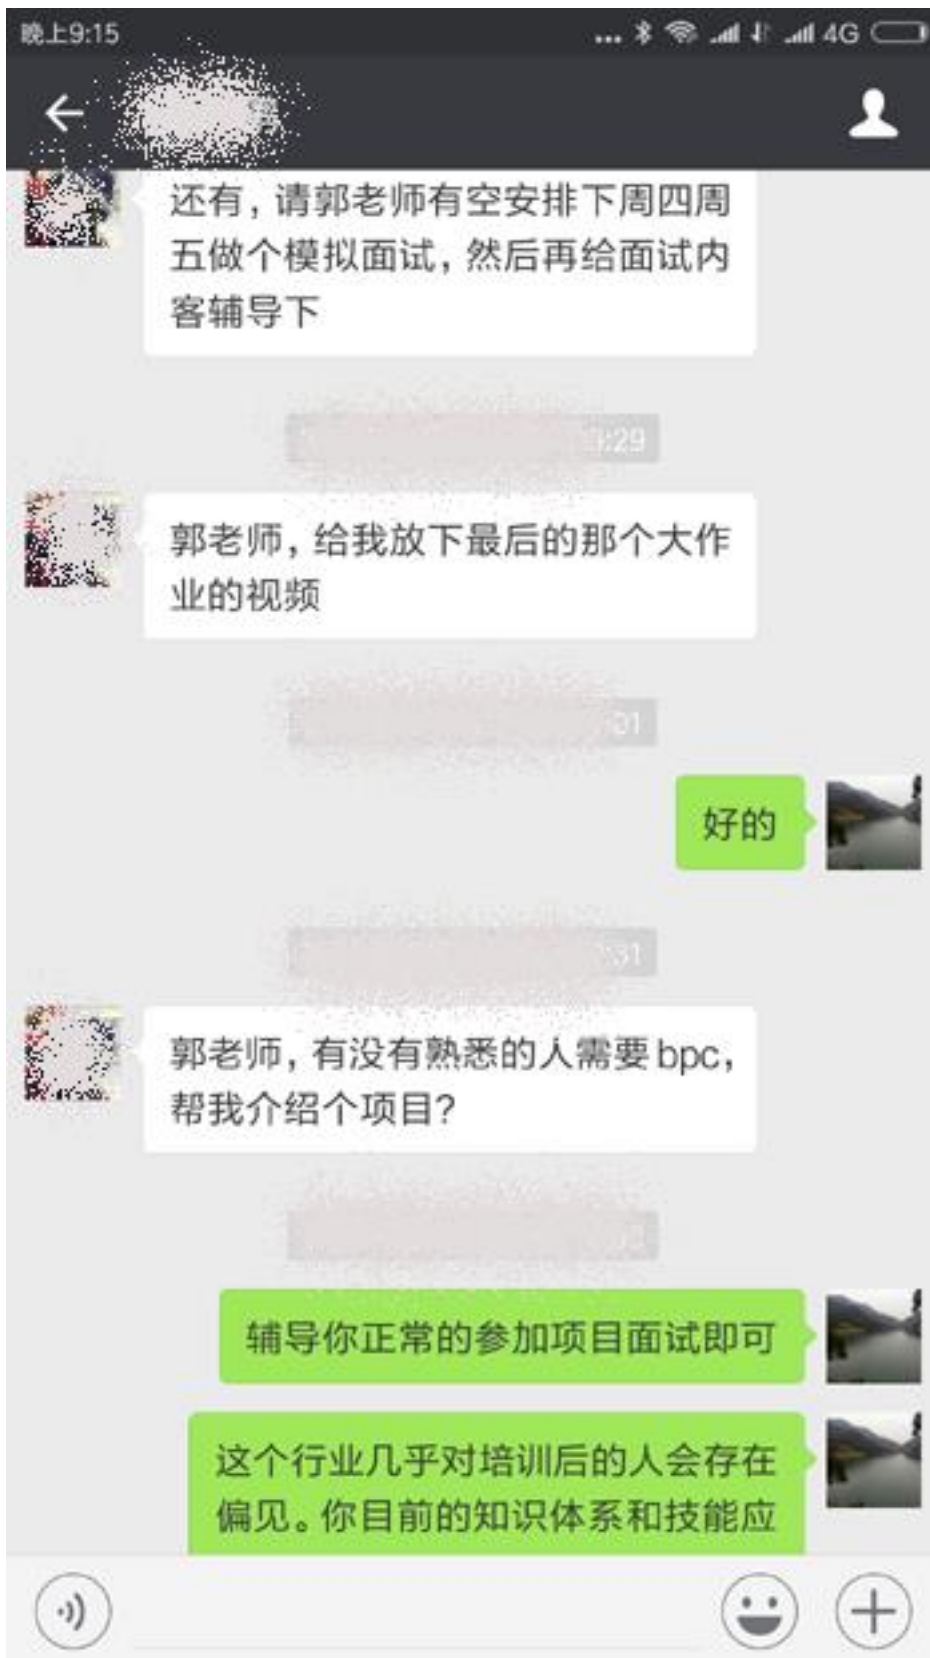 晚上9:15
... 4G
还有，请郭老师有空安排下周四周
五做个模拟面试，然后再给面试内
客辅导下
:29
郭老师，给我放下最后的那个大作
业的视频
01
好的
:31
郭老师，有没有熟悉的人需要bpc，
帮我介绍个项目?
辅导你正常的参加项目面试即可
这个行业几乎对培训后的人会存在
偏见。你目前的知识体系和技能应